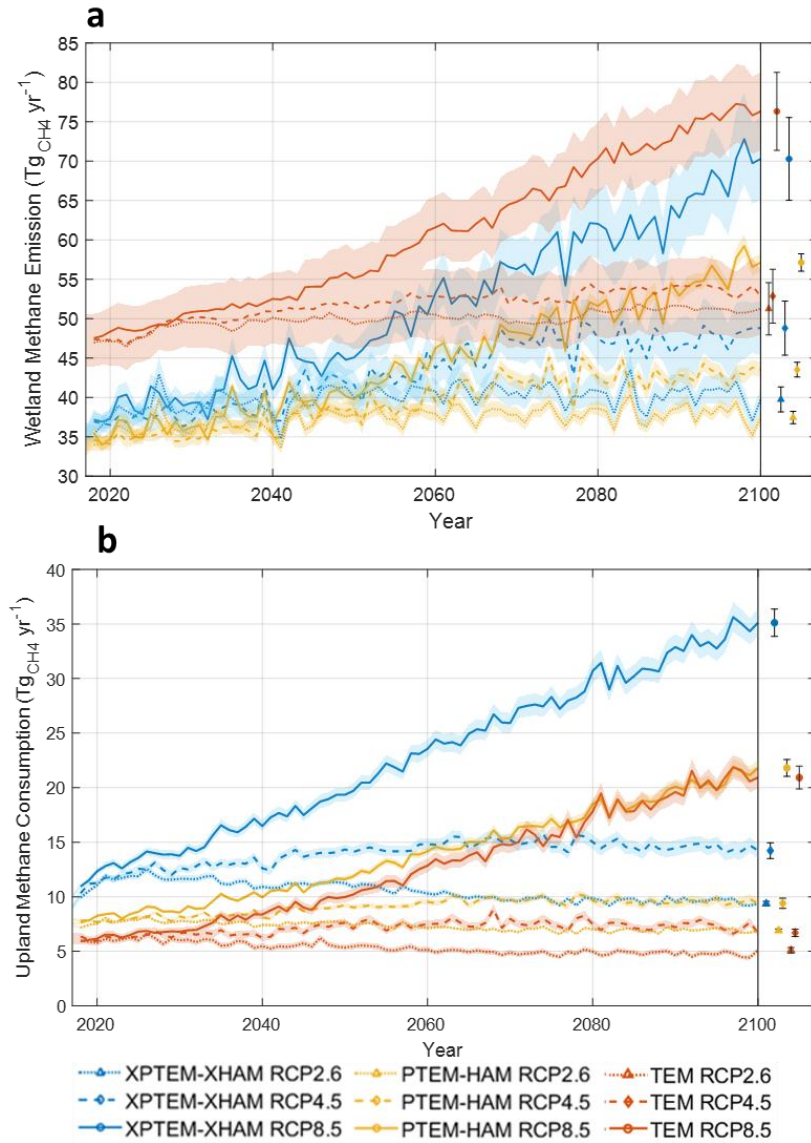 a
85
80
75
70
65
60
55
50
45
40
35
30
Wetland Methane Emission (Tg_CH4 yr⁻¹)
2020 2040 2060 2080 2100
Year
b
40
35
30
25
20
15
10
5
0
Upland Methane Consumption (Tg_CH4 yr⁻¹)
2020 2040 2060 2080 2100
Year
XPTEM-XHAM RCP2.6 PTEM-HAM RCP2.6 TEM RCP2.6
XPTEM-XHAM RCP4.5 PTEM-HAM RCP4.5 TEM RCP4.5
XPTEM-XHAM RCP8.5 PTEM-HAM RCP8.5 TEM RCP8.5